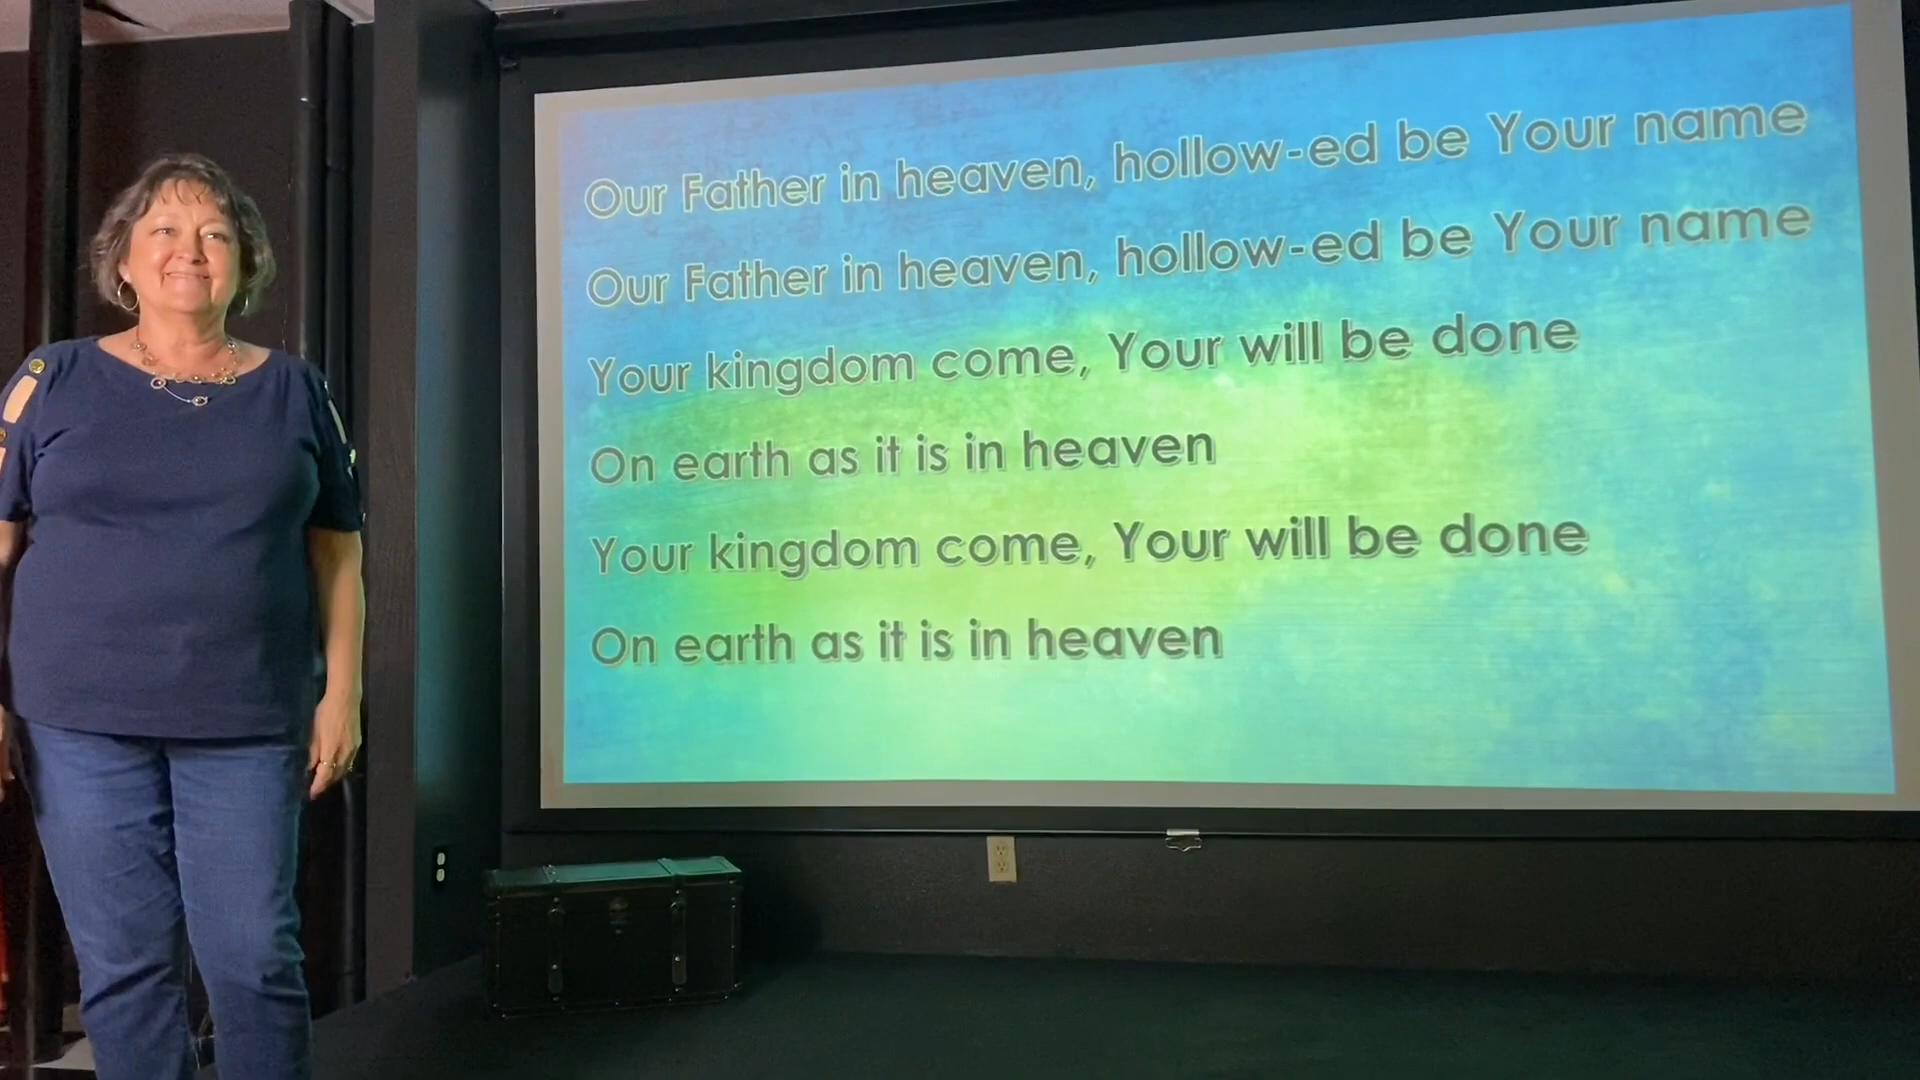 Our Father in heaven, hollow-ed be Your name
Our Father in heaven, hollow-ed be Your name
Your kingdom come, Your will be done
On earth as it is in heaven
Your kingdom come, Your will be done
On earth as it is in heaven